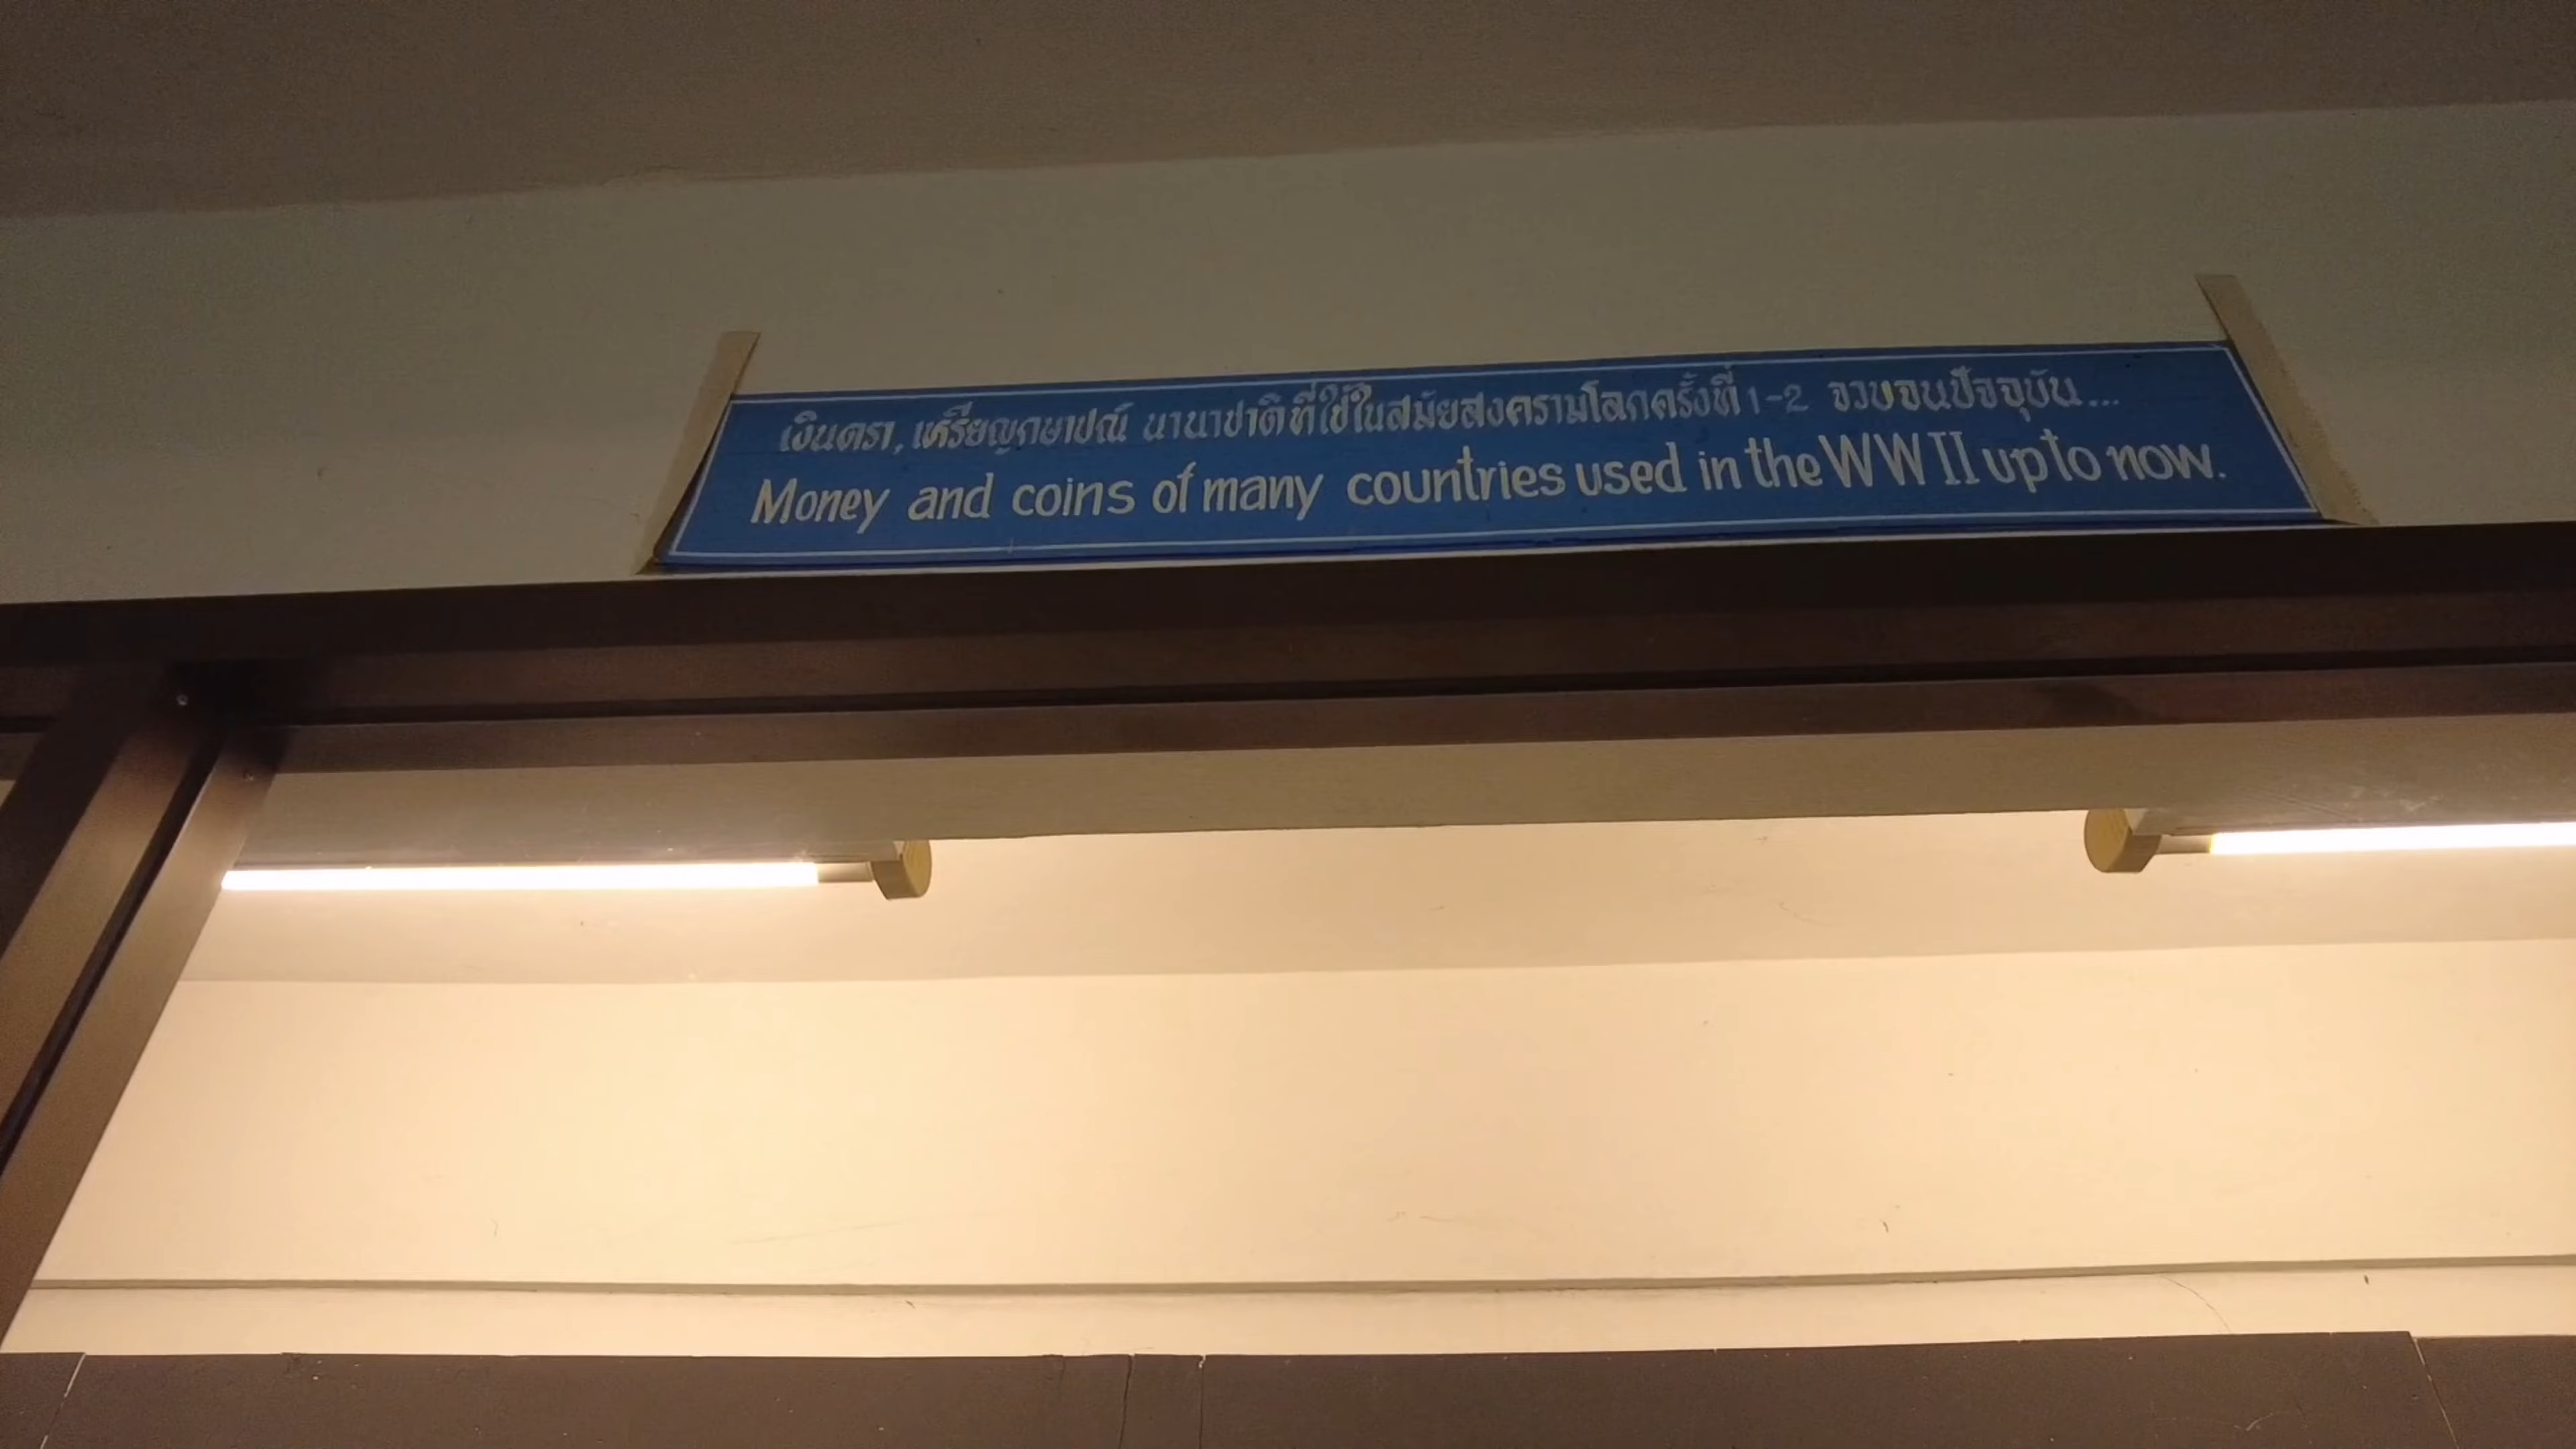 เงินตรา, เหรียญกษาปณ์ นานาชาติที่ใช้ในสมัยสงครามโลกครั้งที่ 1-2 จวบจนปัจจุบัน...
Money and coins of many countries used in the WW II up to now.